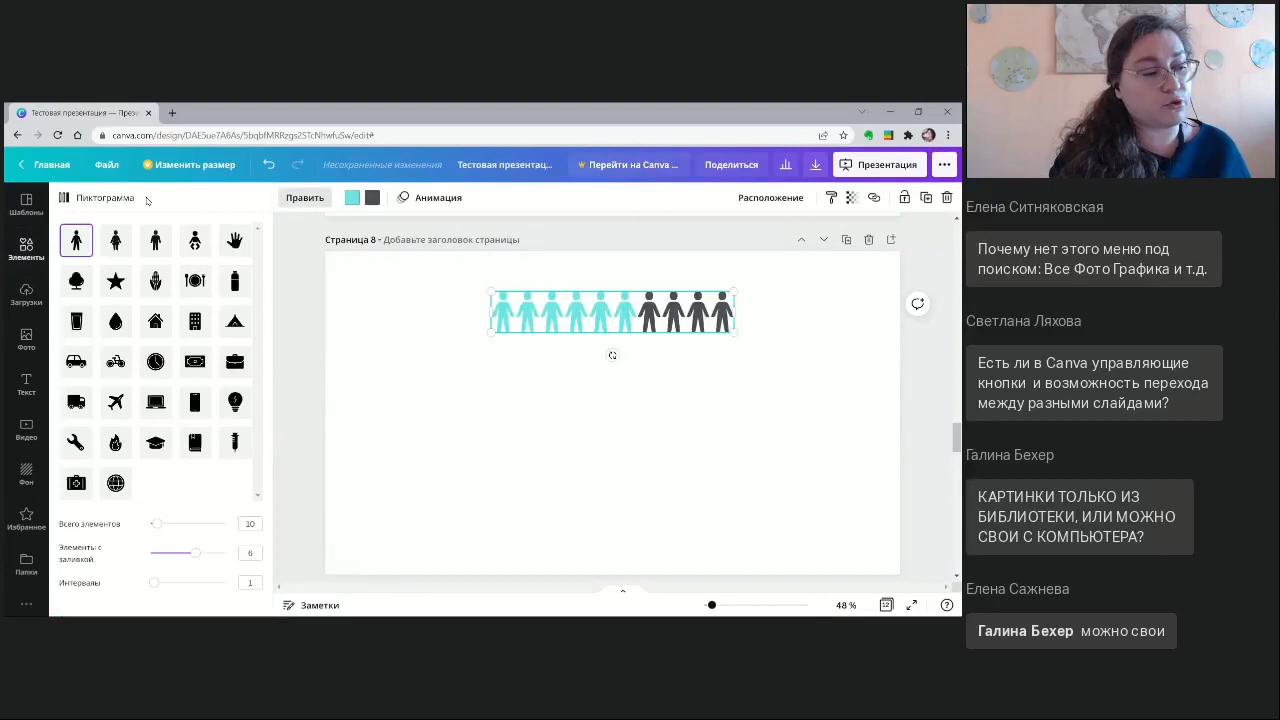 Тестовая презентация — През
canva.com/design/DAE5ue7A6As/5bqbfMRRzgs2STcNhwfuSw/edit#
Главная
Файл
Изменить размер
Несохраненные изменения
Тестовая презентац...
Перейти на Canva ...
Поделиться
Презентация
Шаблоны
Элементы
Загрузки
Фото
Текст
Видео
Фон
Избранное
Папки
Пиктограмма
Править
Анимация
Расположение
Страница 8 - Добавьте заголовок страницы
Всего элементов 10
Элементы с
заливкой 6
Интервалы 1
Заметки
48 %
12
Елена Ситняковская
Почему нет этого меню под
поиском: Все Фото Графика и т.д.
Светлана Ляхова
Есть ли в Canva управляющие
кнопки и возможность перехода
между разными слайдами?
Галина Бехер
КАРТИНКИ ТОЛЬКО ИЗ
БИБЛИОТЕКИ, ИЛИ МОЖНО
СВОИ С КОМПЬЮТЕРА?
Елена Сажнева
Галина Бехер можно свои